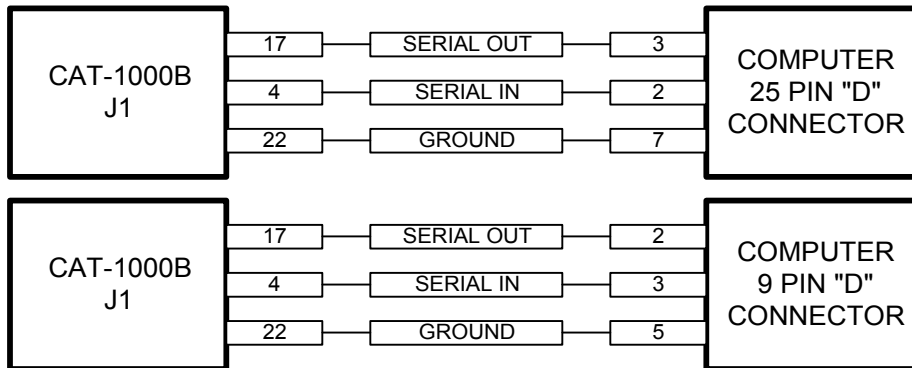 CAT-1000B
J1
17 SERIAL OUT 3
4 SERIAL IN 2
22 GROUND 7
COMPUTER
25 PIN "D"
CONNECTOR
CAT-1000B
J1
17 SERIAL OUT 2
4 SERIAL IN 3
22 GROUND 5
COMPUTER
9 PIN "D"
CONNECTOR